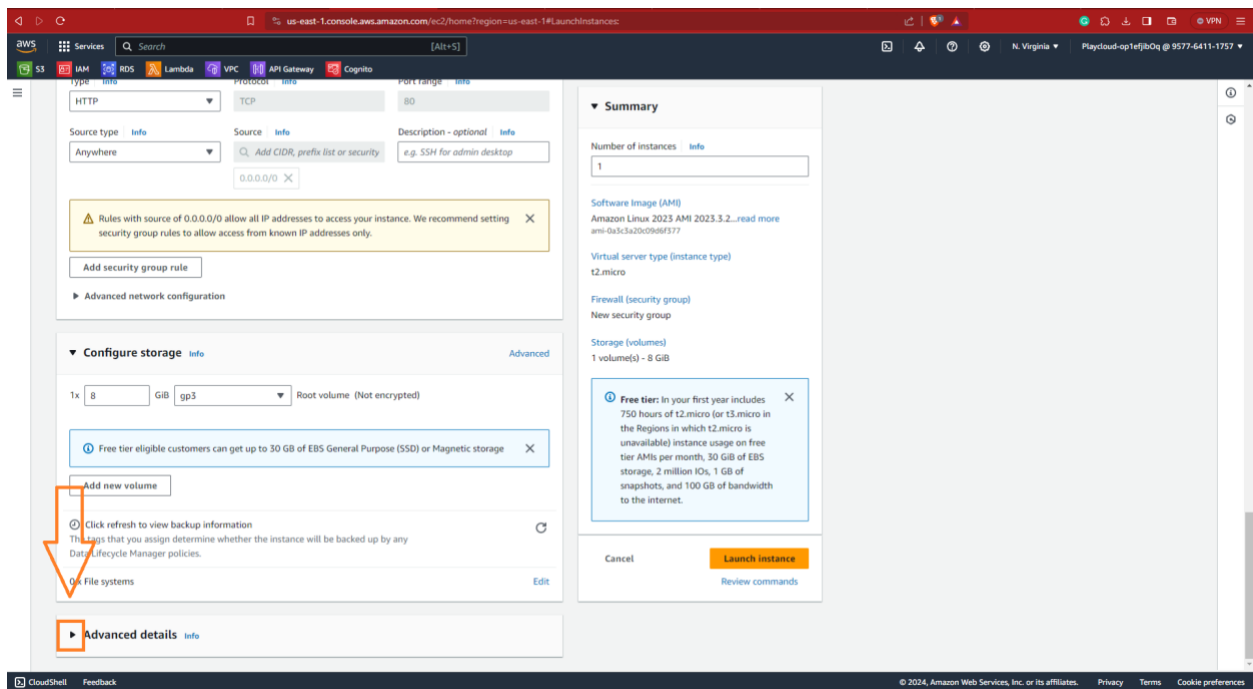 us-east-1.console.aws.amazon.com/ec2/home?region=us-east-1#LaunchInstances:
VPN
aws
Services
Search
[Alt+S]
N. Virginia
Playcloud-op1efjibOq @ 9577-6411-1757
S3
IAM
RDS
Lambda
VPC
API Gateway
Cognito
Type Info
Protocol Info
Port range Info
HTTP
TCP
80
Source type Info
Source Info
Description - optional Info
Anywhere
Add CIDR, prefix list or security
e.g. SSH for admin desktop
0.0.0.0/0
Rules with source of 0.0.0.0/0 allow all IP addresses to access your instance. We recommend setting
security group rules to allow access from known IP addresses only.
Add security group rule
Advanced network configuration
Configure storage Info
Advanced
1x 8 GiB gp3 Root volume (Not encrypted)
Free tier eligible customers can get up to 30 GB of EBS General Purpose (SSD) or Magnetic storage
Add new volume
Click refresh to view backup information
The tags that you assign determine whether the instance will be backed up by any
Data Lifecycle Manager policies.
0 x File systems
Edit
Advanced details Info
Summary
Number of instances Info
1
Software Image (AMI)
Amazon Linux 2023 AMI 2023.3.2...read more
ami-0a3c3a20c09d6f377
Virtual server type (instance type)
t2.micro
Firewall (security group)
New security group
Storage (volumes)
1 volume(s) - 8 GiB
Free tier: In your first year includes
750 hours of t2.micro (or t3.micro in
the Regions in which t2.micro is
unavailable) instance usage on free
tier AMIs per month, 30 GiB of EBS
storage, 2 million IOs, 1 GB of
snapshots, and 100 GB of bandwidth
to the internet.
Cancel
Launch instance
Review commands
CloudShell
Feedback
© 2024, Amazon Web Services, Inc. or its affiliates.
Privacy
Terms
Cookie preferences